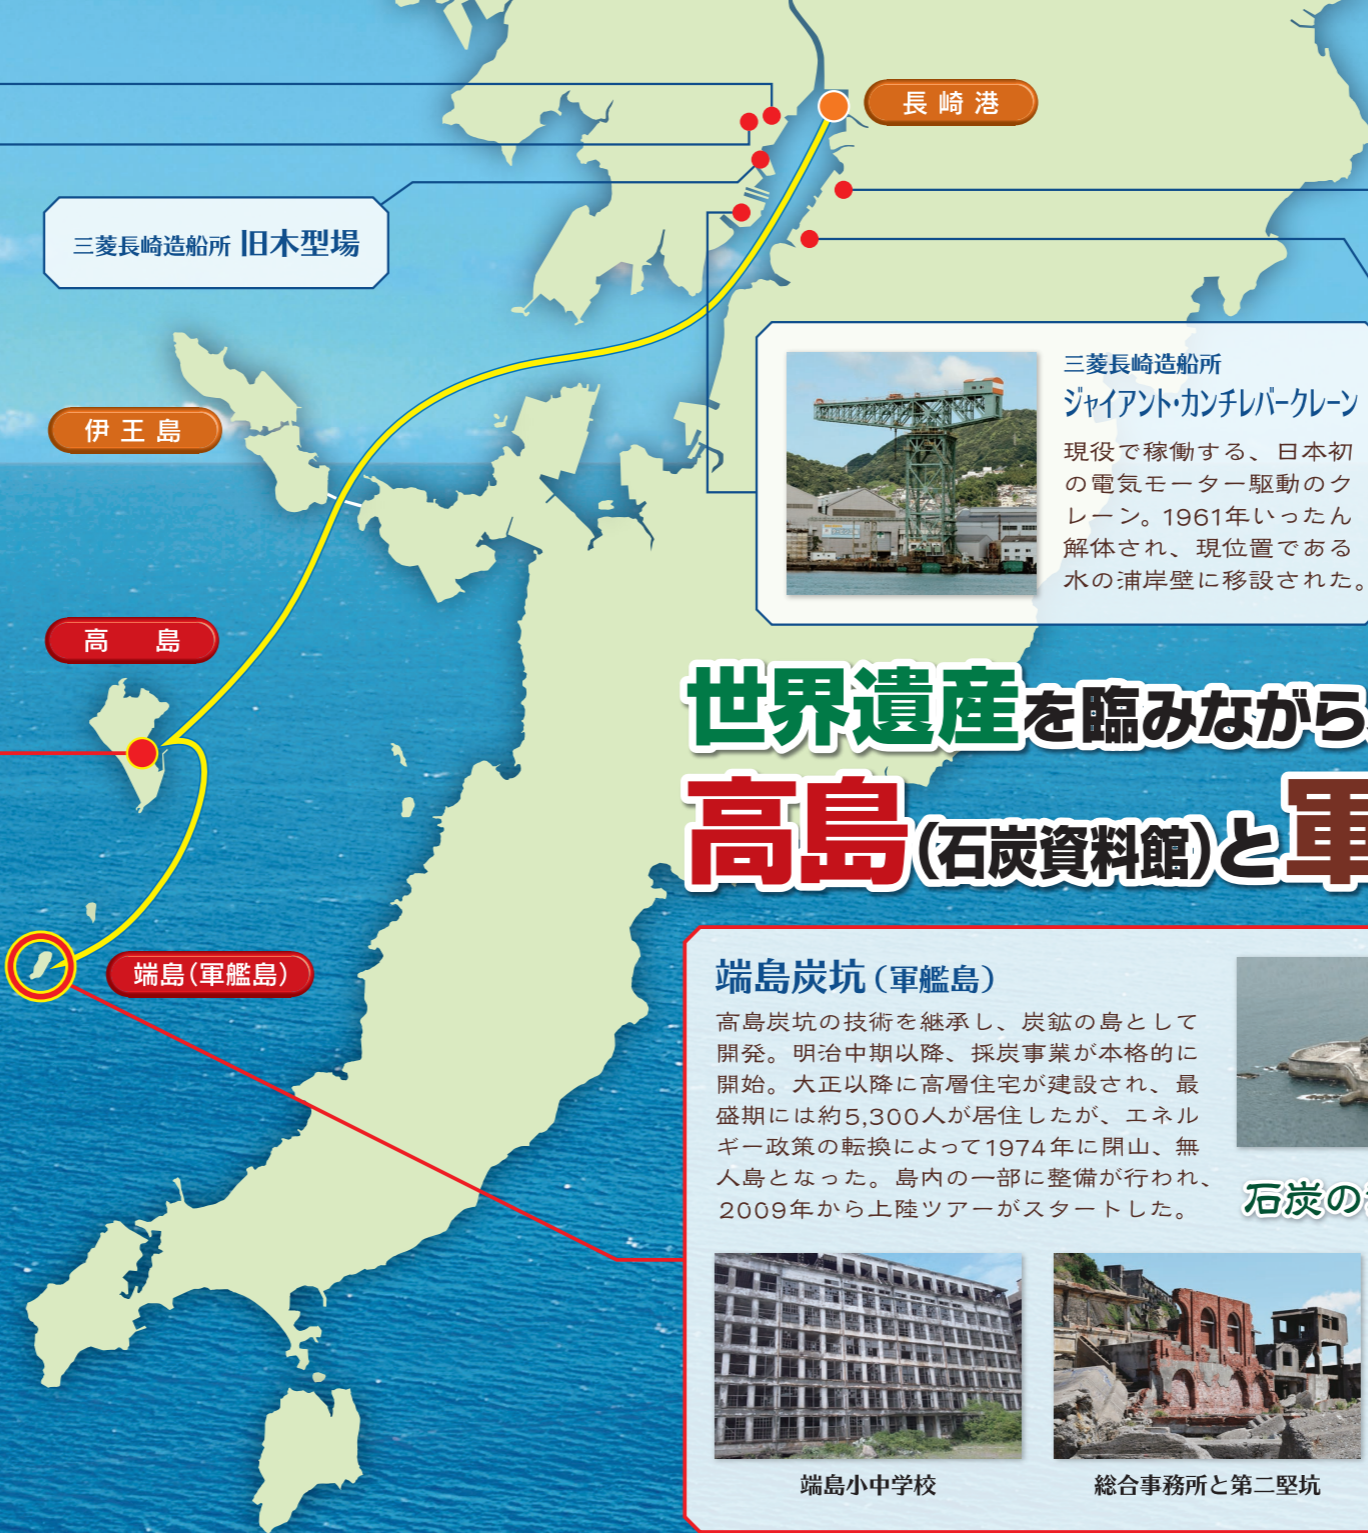 長崎港
三菱長崎造船所 旧木型場
三菱長崎造船所
ジャイアント・カンチレバークレーン
現役で稼働する、日本初
の電気モーター駆動のク
レーン。1961年いったん
解体され、現位置である
水の浦岸壁に移設された。
伊王島
高島
世界遺産を臨みながら
高島(石炭資料館)と軍
端島(軍艦島)
端島炭坑(軍艦島)
高島炭坑の技術を継承し、炭鉱の島として
開発。明治中期以降、採炭事業が本格的に
開始。大正以降に高層住宅が建設され、最
盛期には約5,300人が居住したが、エネル
ギー政策の転換によって1974年に閉山、無
人島となった。島内の一部に整備が行われ、
2009年から上陸ツアーがスタートした。
石炭の
端島小中学校
総合事務所と第二竪坑